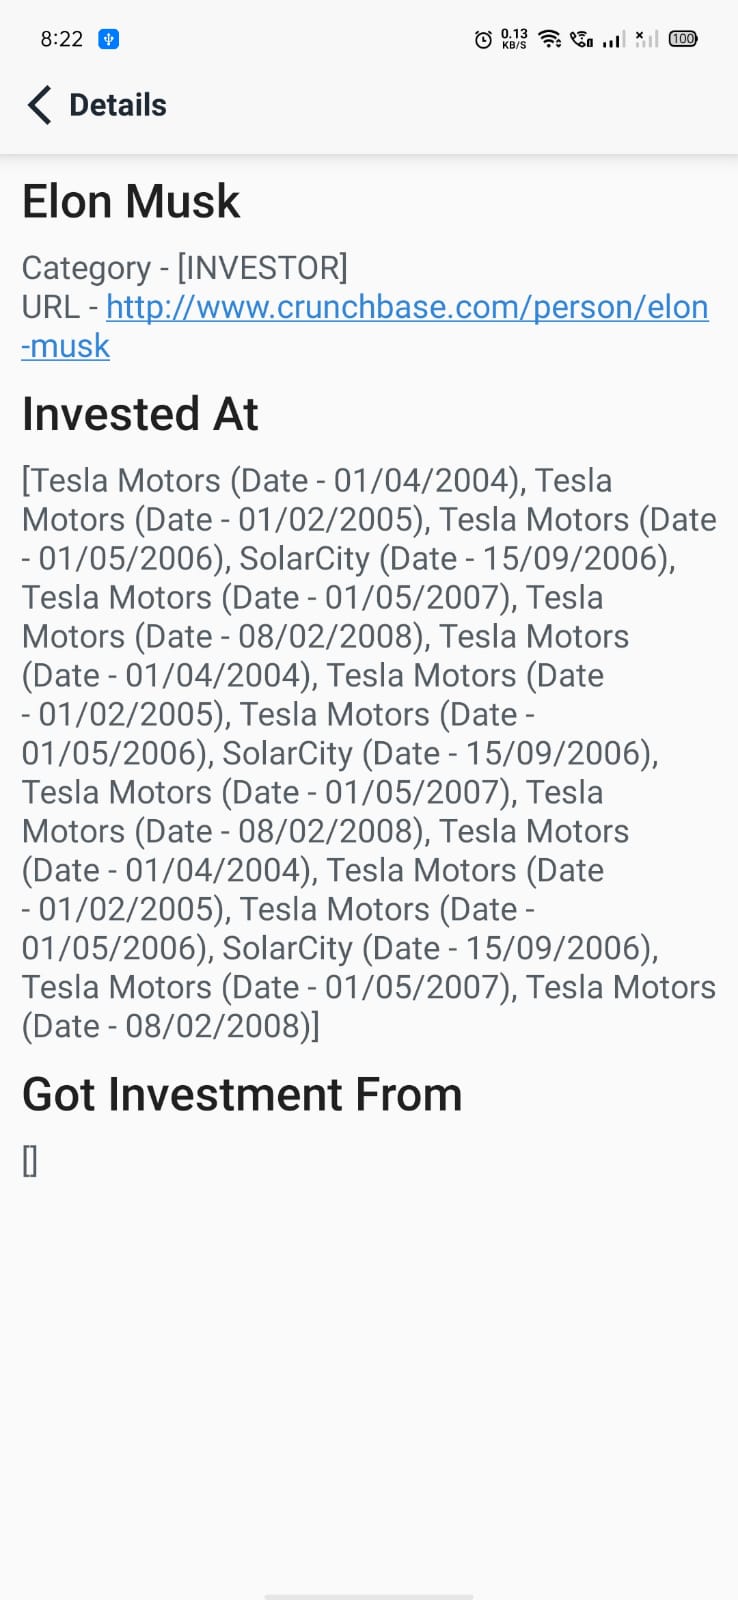 8:22
0.13
KB/S
100
Details
Elon Musk
Category - [INVESTOR]
URL - http://www.crunchbase.com/person/elon
-musk
Invested At
[Tesla Motors (Date - 01/04/2004), Tesla
Motors (Date - 01/02/2005), Tesla Motors (Date
- 01/05/2006), SolarCity (Date - 15/09/2006),
Tesla Motors (Date - 01/05/2007), Tesla
Motors (Date - 08/02/2008), Tesla Motors
(Date - 01/04/2004), Tesla Motors (Date
- 01/02/2005), Tesla Motors (Date -
01/05/2006), SolarCity (Date - 15/09/2006),
Tesla Motors (Date - 01/05/2007), Tesla
Motors (Date - 08/02/2008), Tesla Motors
(Date - 01/04/2004), Tesla Motors (Date
- 01/02/2005), Tesla Motors (Date -
01/05/2006), SolarCity (Date - 15/09/2006),
Tesla Motors (Date - 01/05/2007), Tesla Motors
(Date - 08/02/2008)]
Got Investment From
[]